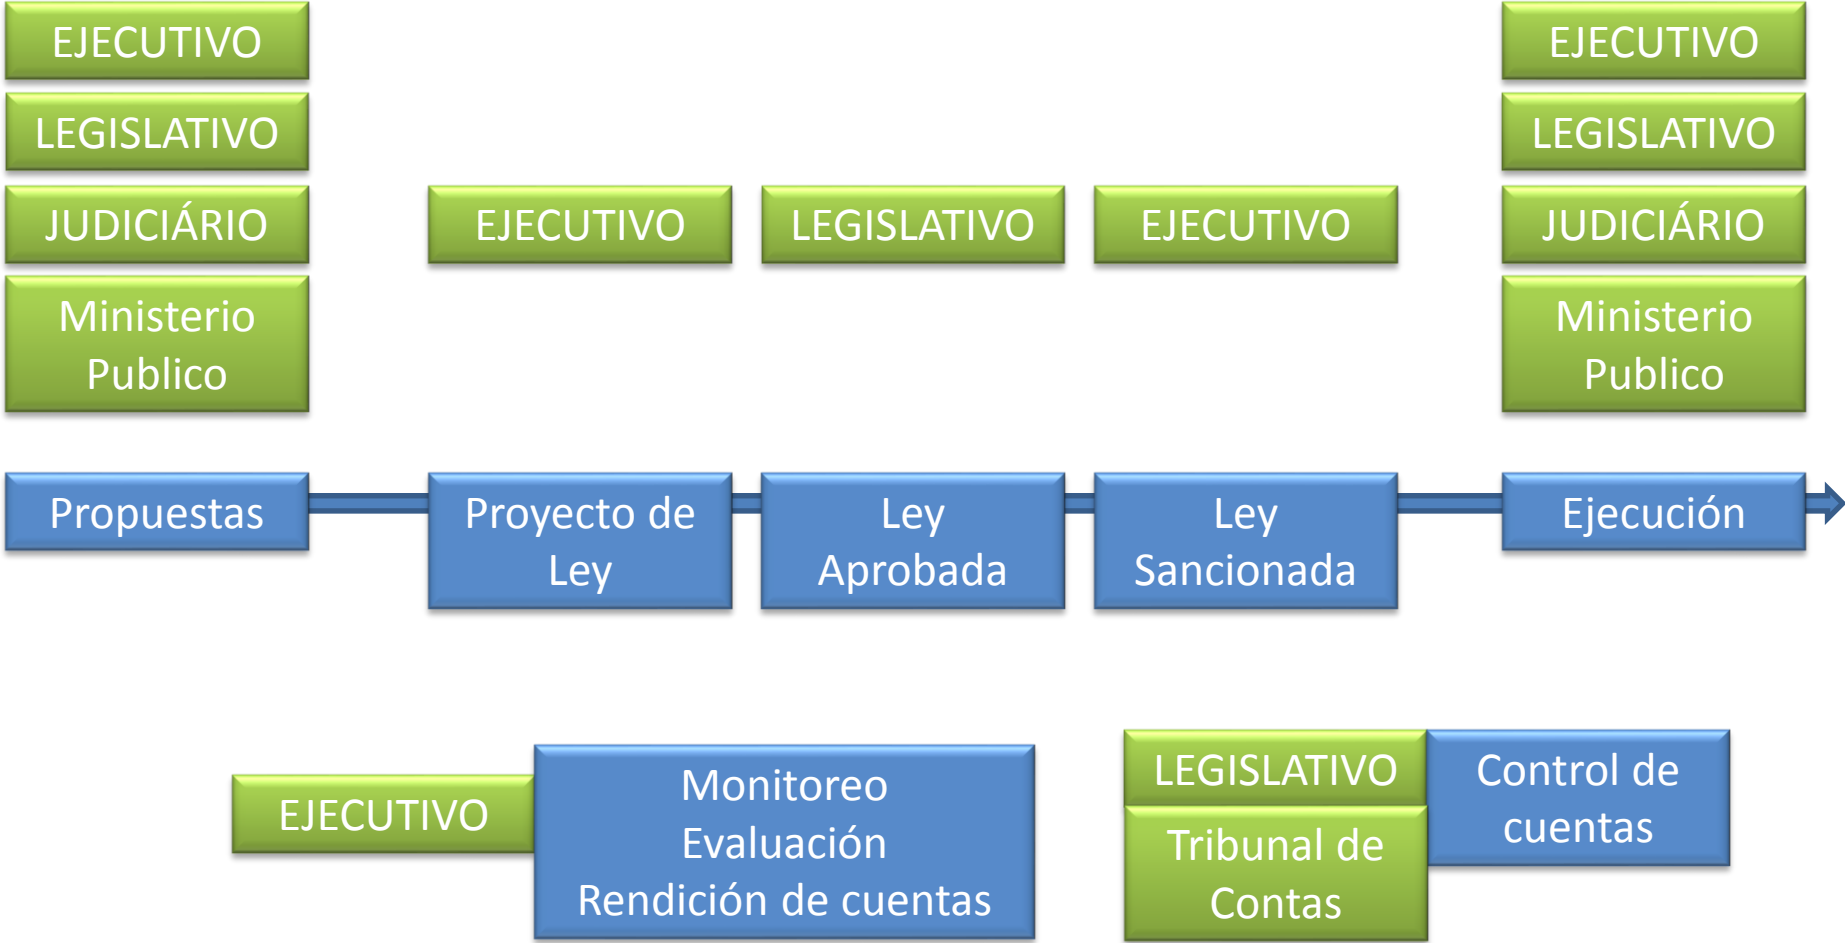 EJECUTIVO
LEGISLATIVO
JUDICIÁRIO
Ministerio
Publico
EJECUTIVO
LEGISLATIVO
EJECUTIVO
EJECUTIVO
LEGISLATIVO
JUDICIÁRIO
Ministerio
Publico
Propuestas
Proyecto de
Ley
Ley
Aprobada
Ley
Sancionada
Ejecución
EJECUTIVO
Monitoreo
Evaluación
Rendición de cuentas
LEGISLATIVO
Tribunal de
Contas
Control de
cuentas